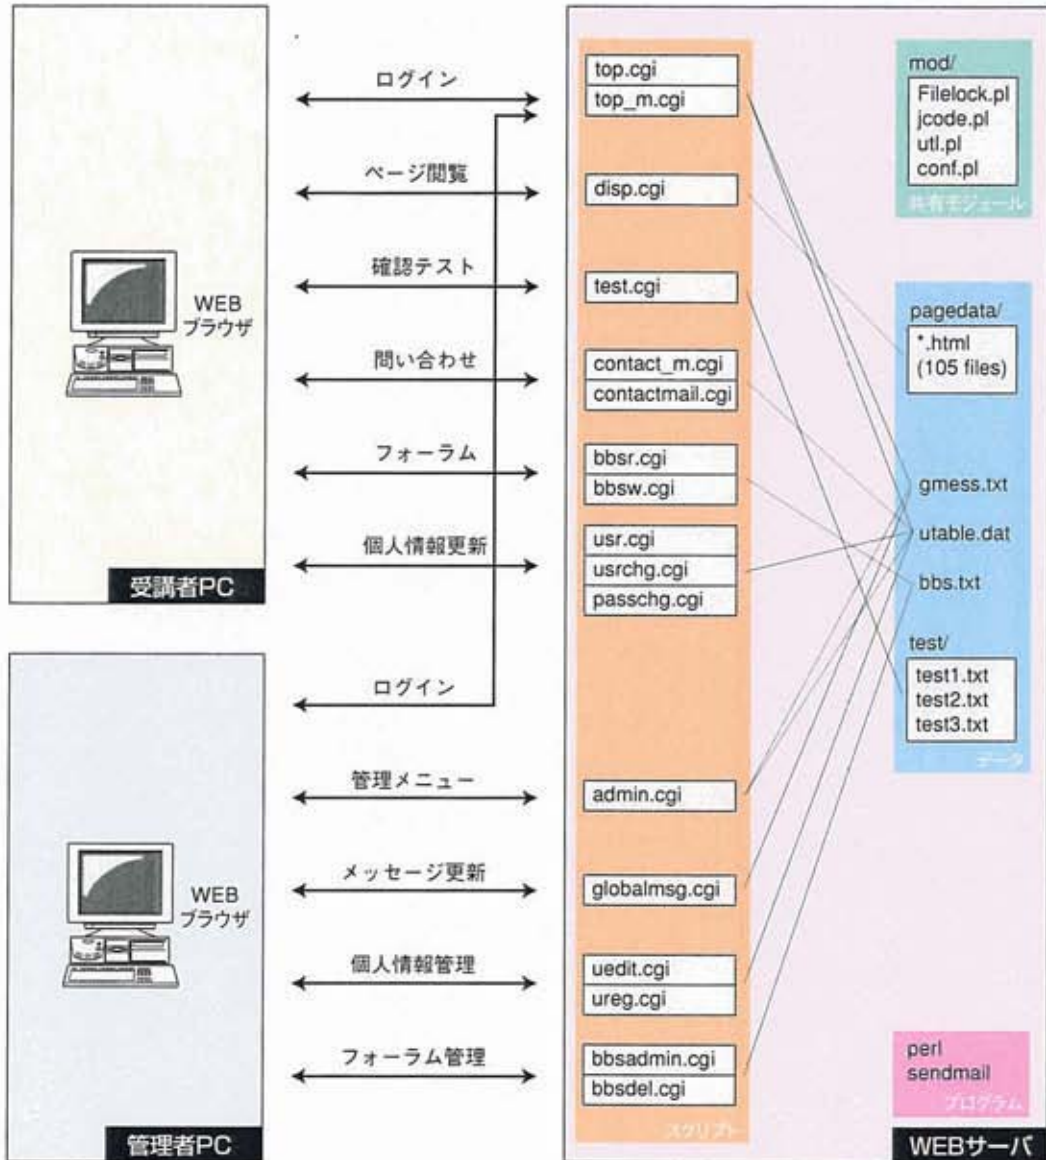 ログイン
ページ閲覧
確認テスト
問い合わせ
フォーラム
個人情報更新
WEB
ブラウザ
受講者PC
ログイン
管理メニュー
メッセージ更新
個人情報管理
フォーラム管理
WEB
ブラウザ
管理者PC
top.cgi
top_m.cgi
disp.cgi
test.cgi
contact_m.cgi
contactmail.cgi
bbsr.cgi
bbsw.cgi
usr.cgi
usrchg.cgi
passchg.cgi
admin.cgi
globalmsg.cgi
uedit.cgi
ureg.cgi
bbsadmin.cgi
bbsdel.cgi
スクリプト
mod/
Filelock.pl
jcode.pl
utl.pl
conf.pl
共有モジュール
pagedata/
*.html
(105 files)
gmess.txt
utable.dat
bbs.txt
test/
test1.txt
test2.txt
test3.txt
データ
perl
sendmail
プログラム
WEBサーバ